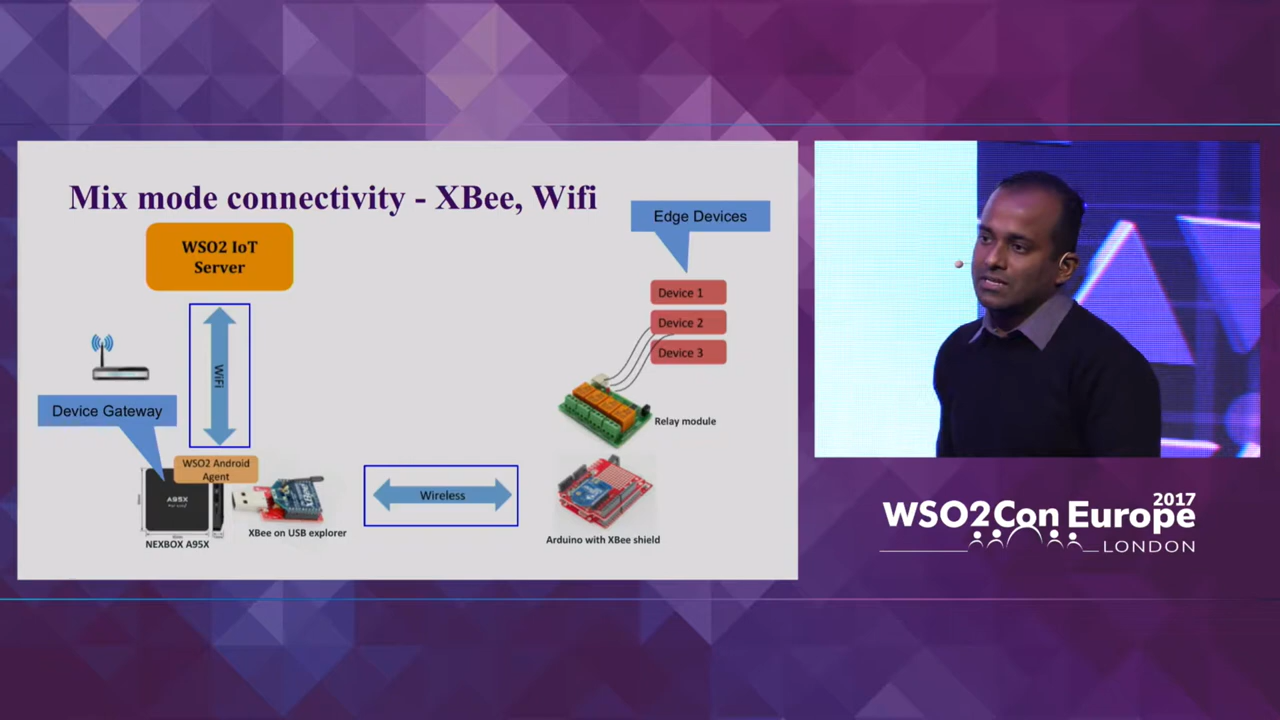 Mix mode connectivity - XBee, Wifi
WSO2 IoT
Server
Edge Devices
Device 1
Device 2
Device 3
WiFi
Device Gateway
Relay module
WSO2 Android
Agent
A95X
Wireless
XBee on USB explorer
NEXBOX A95X
Arduino with XBee shield
WSO2Con Europe
2017
LONDON